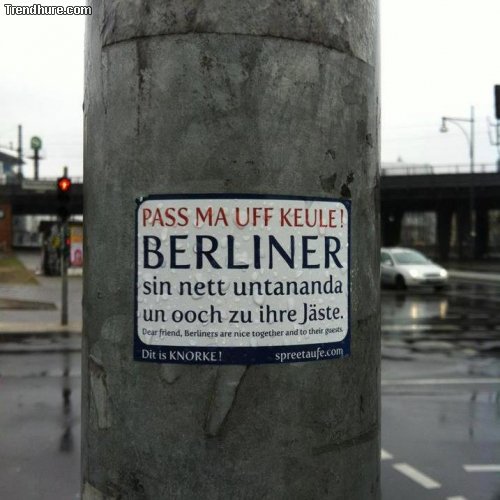 Trendhure.com
PASS MA UFF KEULE!
BERLINER
sin nett untananda
un ooch zu ihre Jäste.
Dear friend, Berliners are nice together and to their guests.
Dit is KNORKE! spreetaufe.com